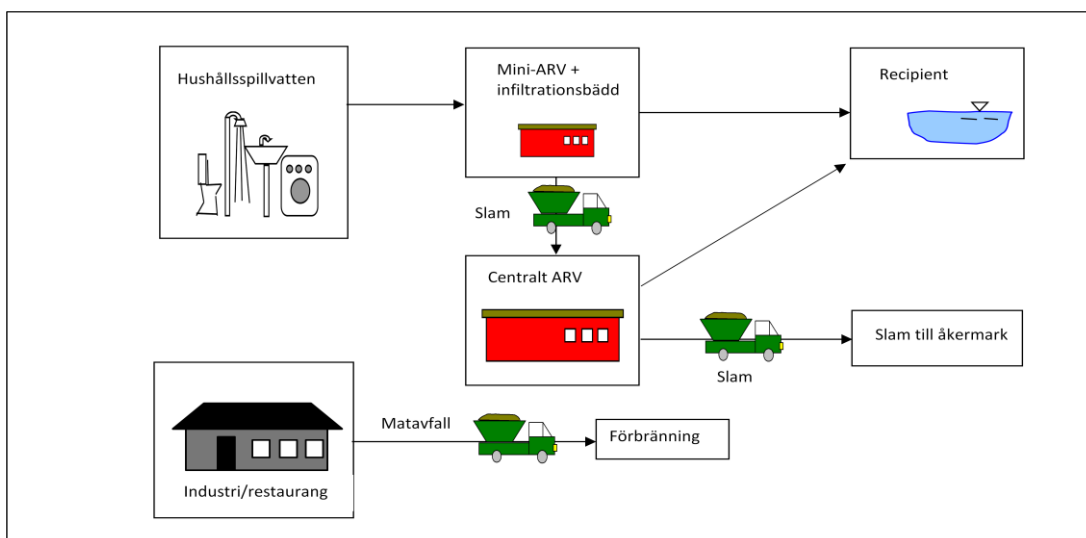 Hushållsspillvatten
Mini-ARV +
infiltrationsbädd
Recipient
Slam
Centralt ARV
Slam
Slam till åkermark
Industri/restaurang
Matavfall
Förbränning